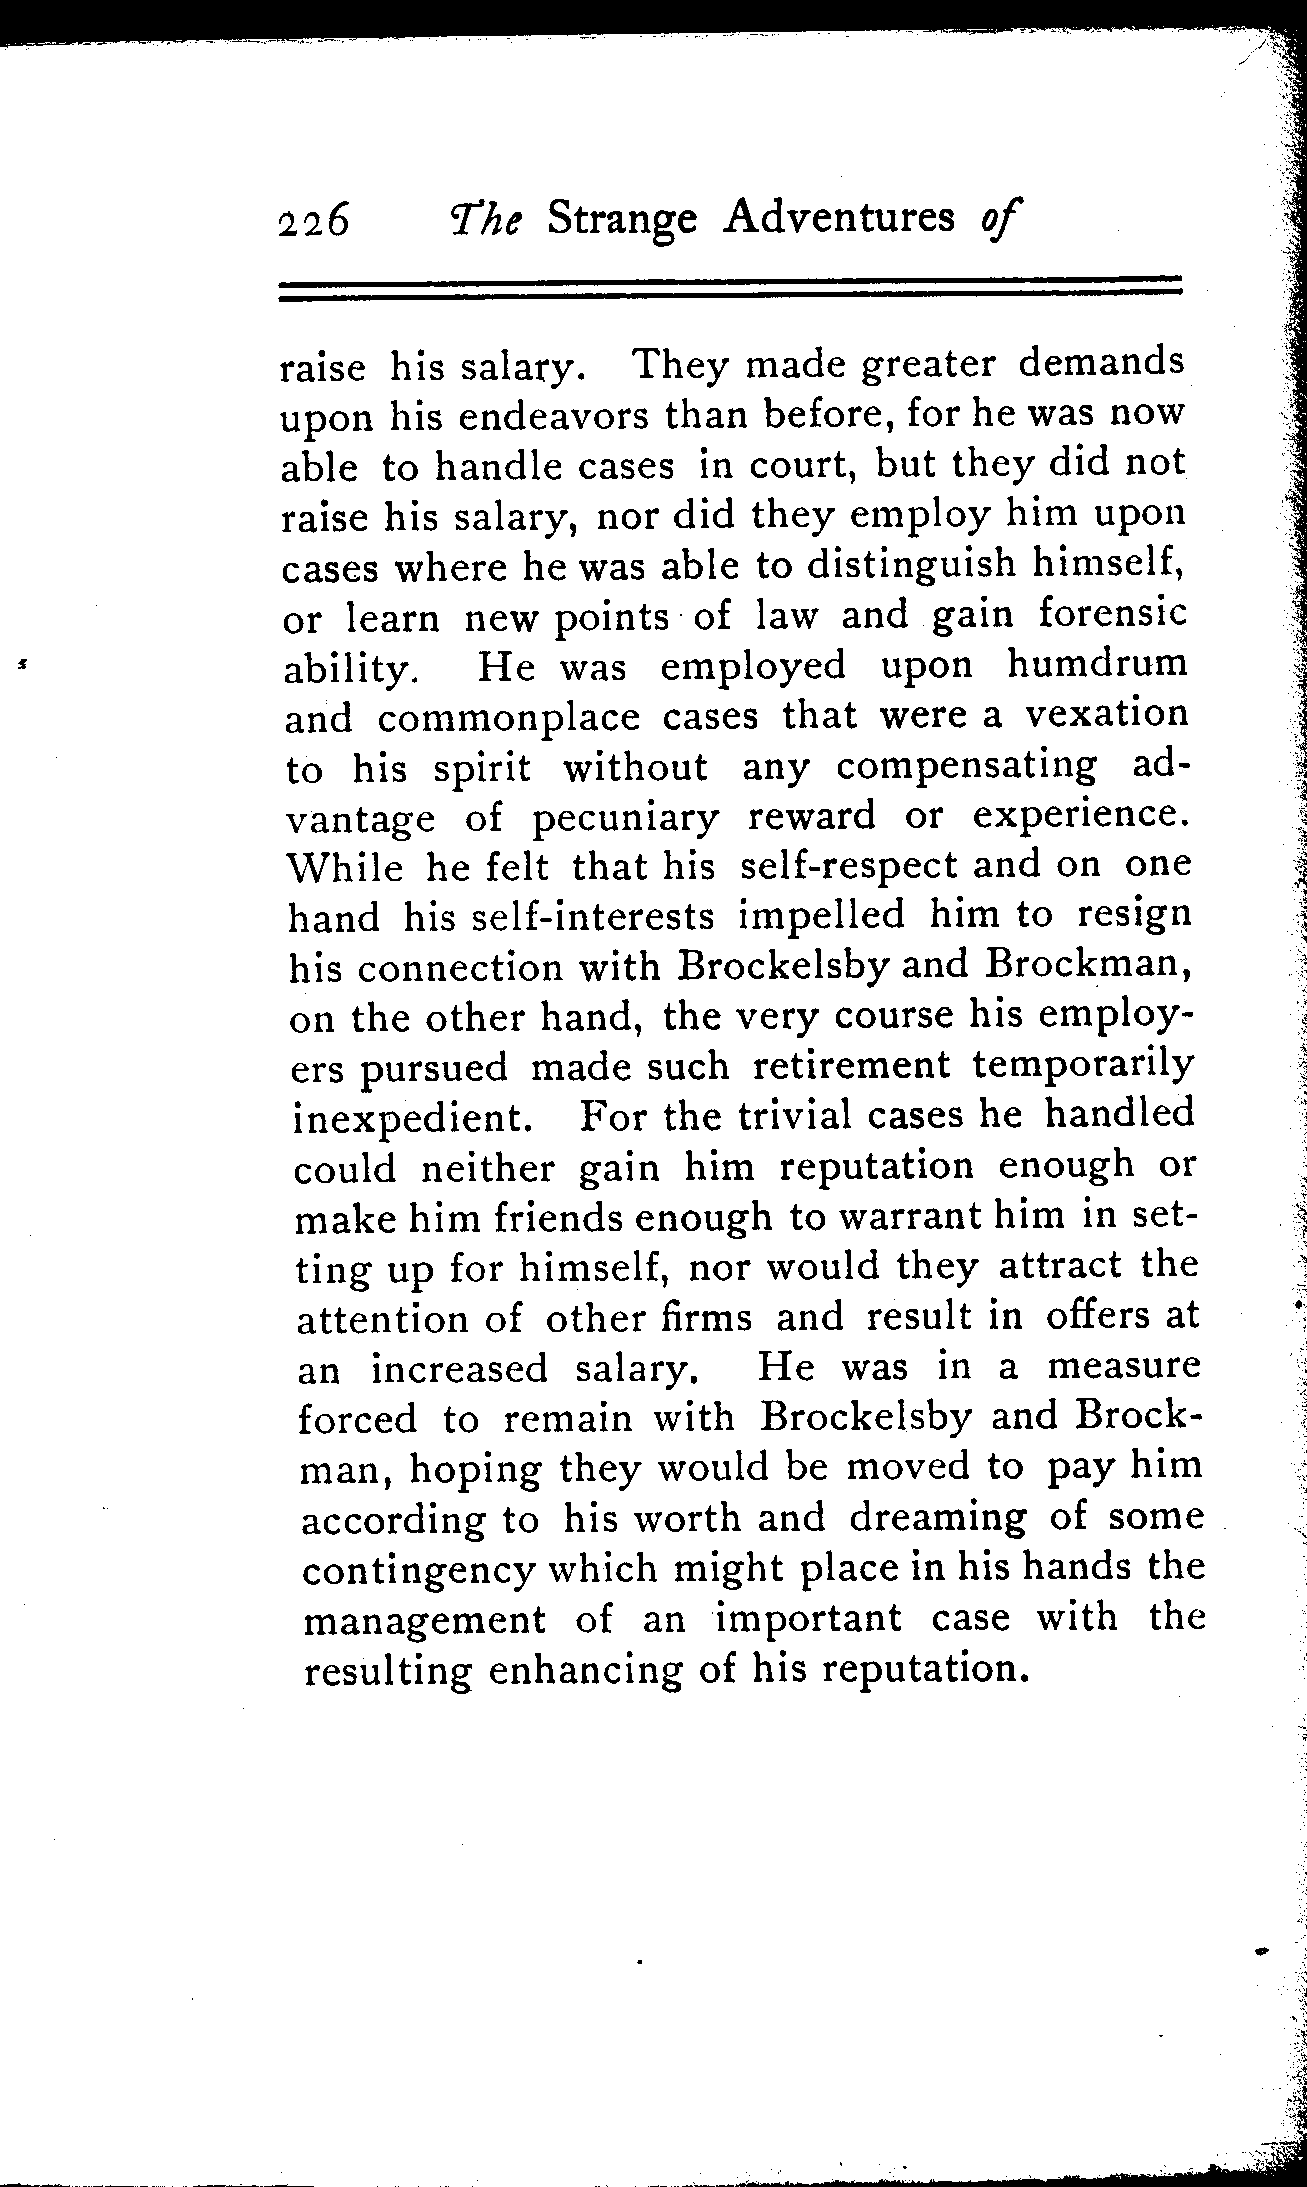 226 The Strange Adventures of
raise his salary. They made greater demands
upon his endeavors than before, for he was now
able to handle cases in court, but they did not
raise his salary, nor did they employ him upon
cases where he was able to distinguish himself,
or learn new points of law and gain forensic
ability. He was employed upon humdrum
and commonplace cases that were a vexation
to his spirit without any compensating ad-
vantage of pecuniary reward or experience.
While he felt that his self-respect and on one
hand his self-interests impelled him to resign
his connection with Brockelsby and Brockman,
on the other hand, the very course his employ-
ers pursued made such retirement temporarily
inexpedient. For the trivial cases he handled
could neither gain him reputation enough or
make him friends enough to warrant him in set-
ting up for himself, nor would they attract the
attention of other firms and result in offers at
an increased salary. He was in a measure
forced to remain with Brockelsby and Brock-
man, hoping they would be moved to pay him
according to his worth and dreaming of some
contingency which might place in his hands the
management of an important case with the
resulting enhancing of his reputation.